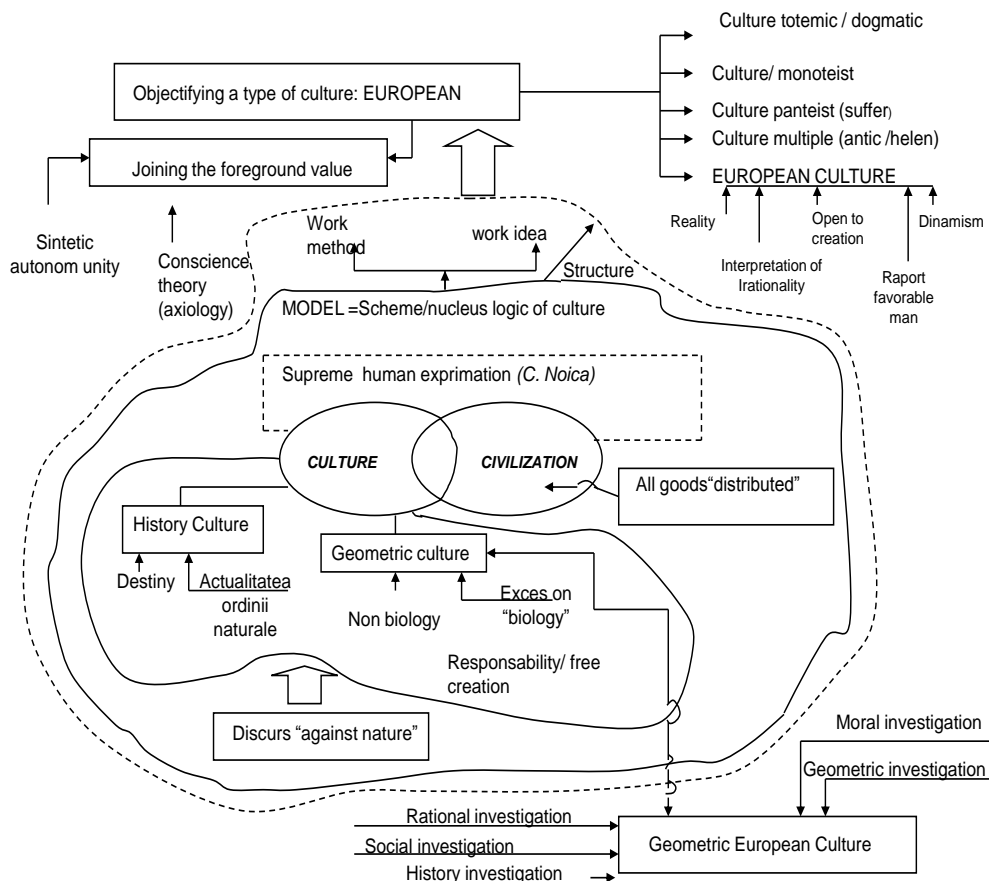 Culture totemic / dogmatic
Objectifying a type of culture: EUROPEAN
Culture/ monoteist
Culture panteist (suffer)
Culture multiple (antic /helen)
EUROPEAN CULTURE
Joining the foreground value
Reality
Open to
creation
Dinamism
Interpretation of
Irationality
Raport
favorable
man
Sintetic
autonom unity
Conscience
theory
(axiology)
Work
method
work idea
Structure
MODEL =Scheme/nucleus logic of culture
Supreme human exprimation (C. Noica)
CULTURE
CIVILIZATION
All goods“distributed”
History Culture
Geometric culture
Destiny
Actualitatea
ordinii
naturale
Non biology
Exces on
“biology”
Responsability/ free
creation
Discurs “against nature”
Moral investigation
Geometric investigation
Rational investigation
Social investigation
History investigation
Geometric European Culture